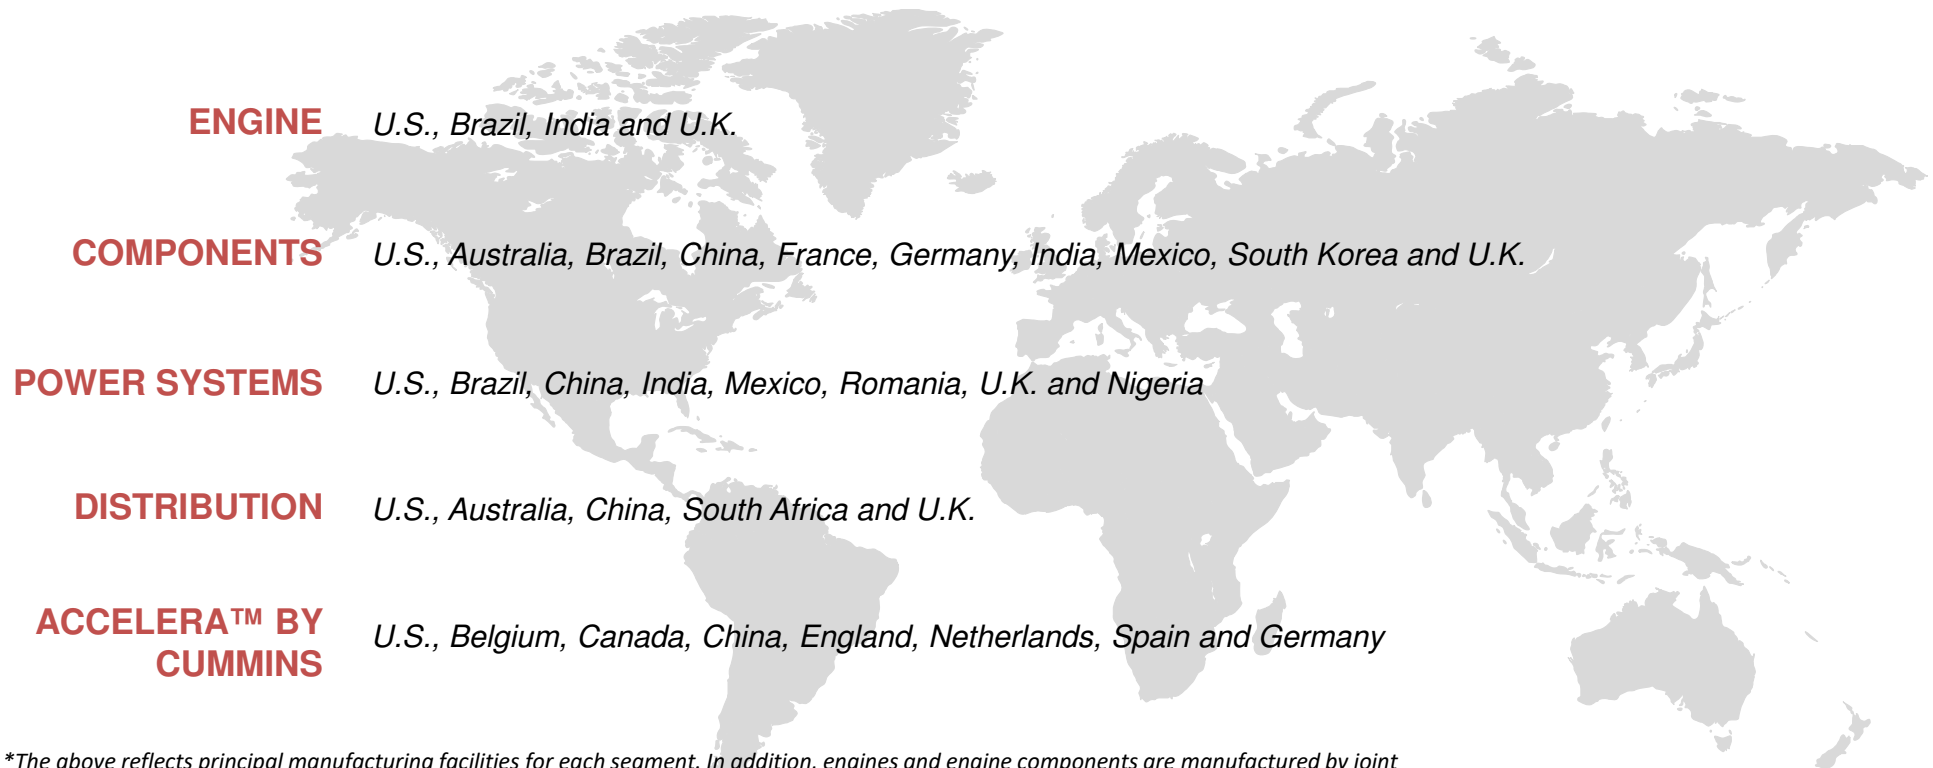 ENGINE U.S., Brazil, India and U.K.
COMPONENTS U.S., Australia, Brazil, China, France, Germany, India, Mexico, South Korea and U.K.
POWER SYSTEMS U.S., Brazil, China, India, Mexico, Romania, U.K. and Nigeria
DISTRIBUTION U.S., Australia, China, South Africa and U.K.
ACCELERA™ BY
CUMMINS
U.S., Belgium, Canada, China, England, Netherlands, Spain and Germany
*The above reflects principal manufacturing facilities for each segment. In addition, engines and engine components are manufactured by joint